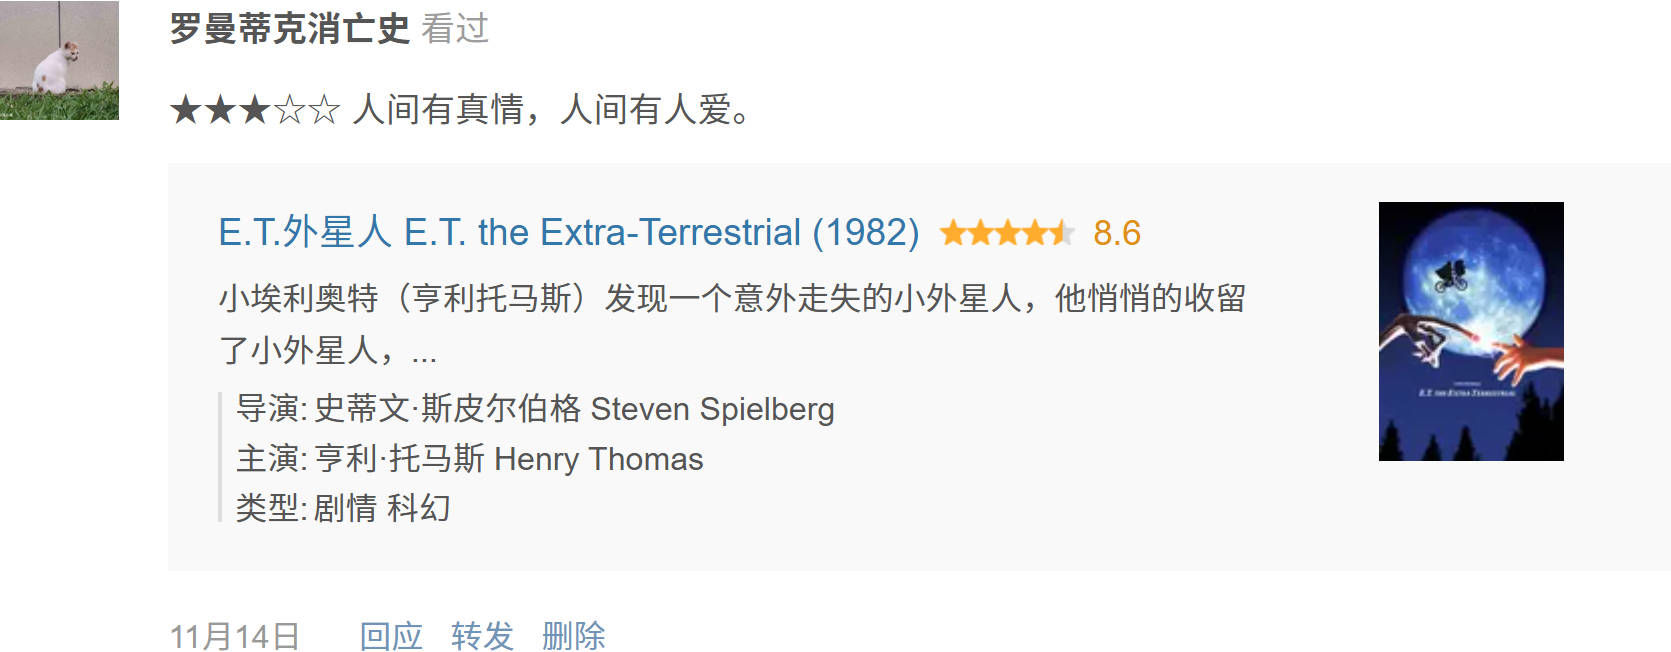 罗曼蒂克消亡史 看过
★★★☆☆ 人间有真情，人间有人爱。
E.T.外星人 E.T. the Extra-Terrestrial (1982) 8.6
小埃利奥特（亨利托马斯）发现一个意外走失的小外星人，他悄悄的收留
了小外星人，...
导演: 史蒂文·斯皮尔伯格 Steven Spielberg
主演: 亨利·托马斯 Henry Thomas
类型: 剧情 科幻
E.T. THE EXTRA-TERRESTRIAL
11月14日 回应 转发 删除